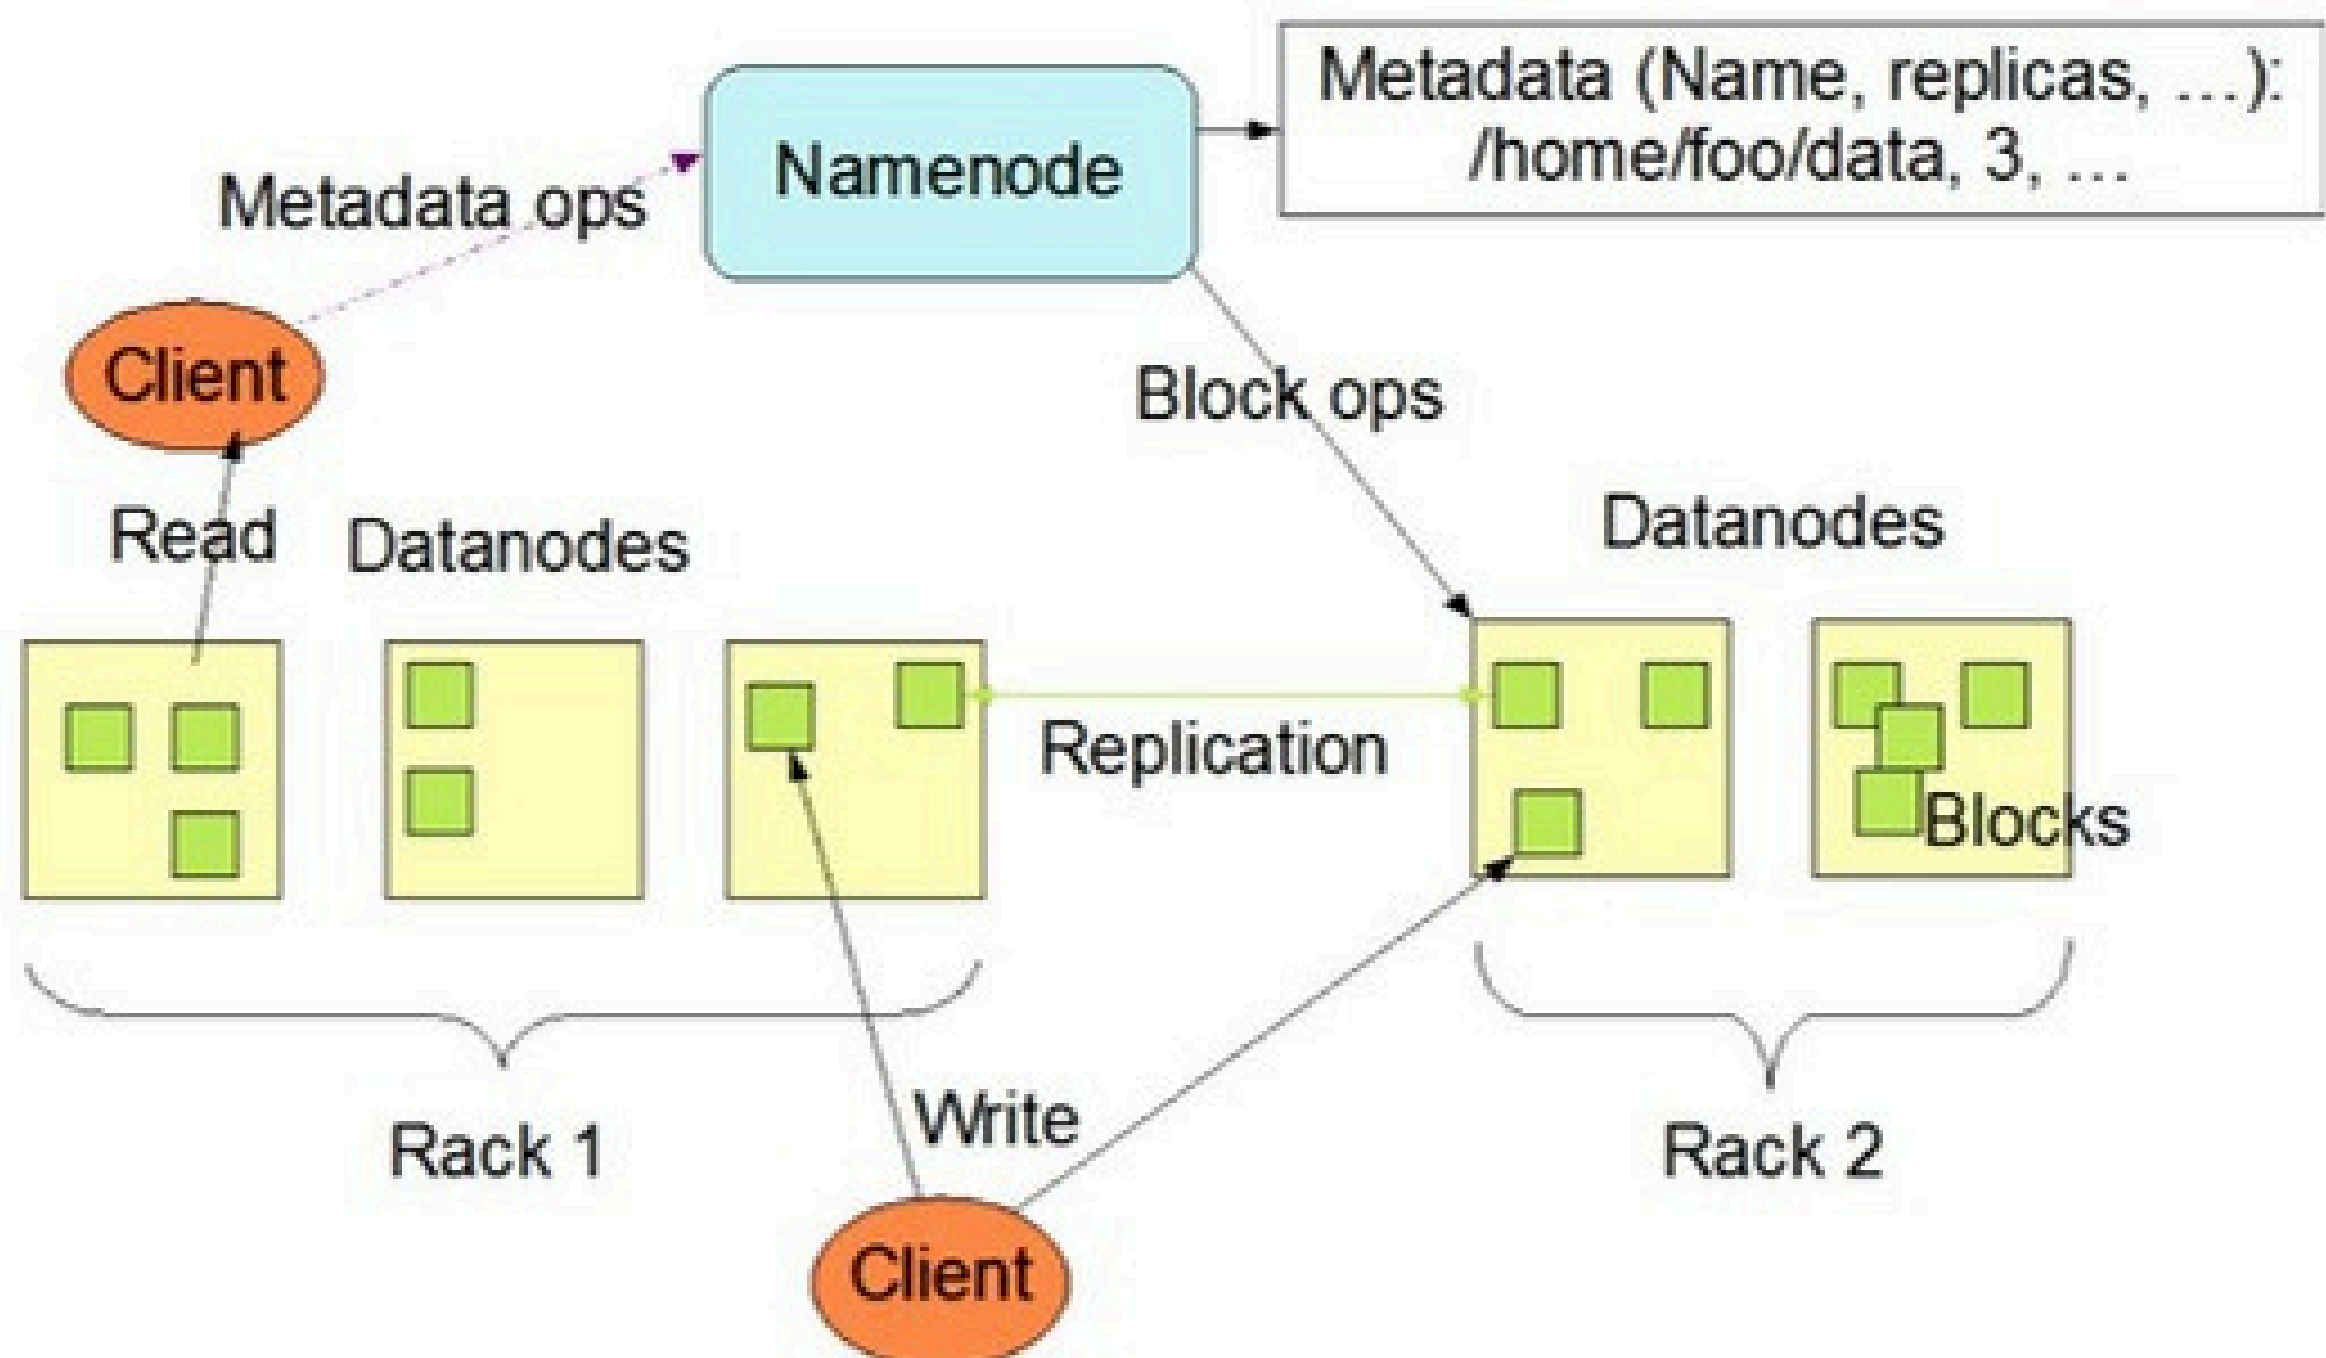 Metadata (Name, replicas, ...):
/home/foo/data, 3, ...
Namenode
Metadata ops
Client
Block ops
Read
Datanodes
Datanodes
Replication
Blocks
Rack 1
Write
Rack 2
Client